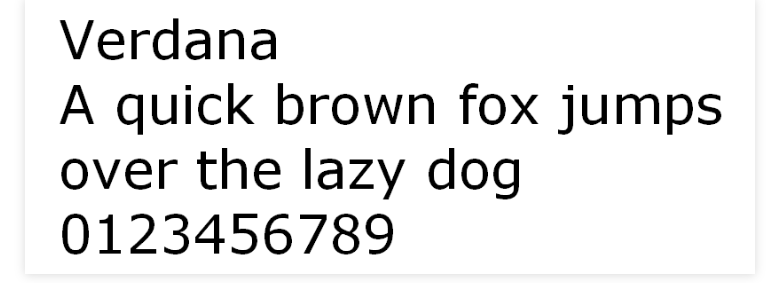 Verdana
A quick brown fox jumps
over the lazy dog
0123456789